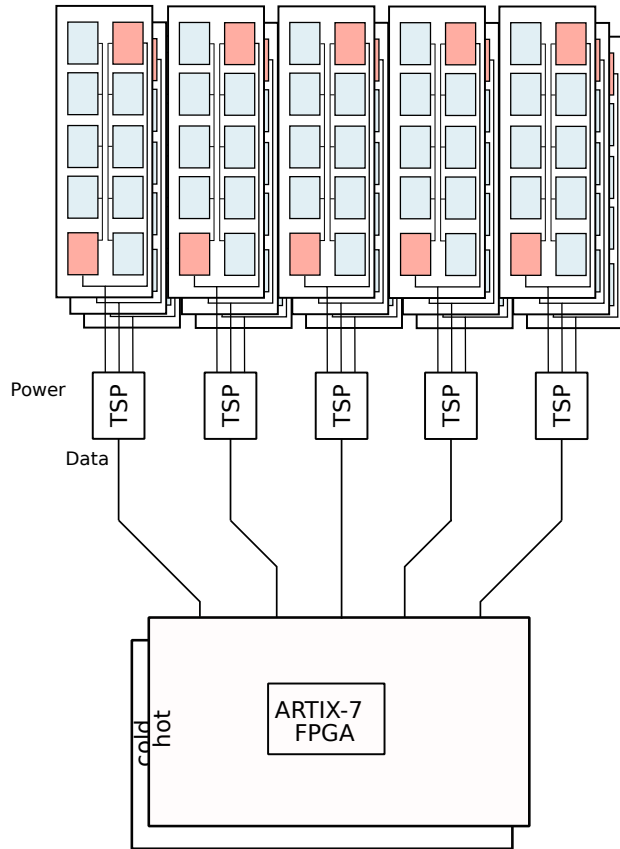 Power
TSP
TSP
TSP
TSP
TSP
Data
cold
hot
ARTIX-7
FPGA